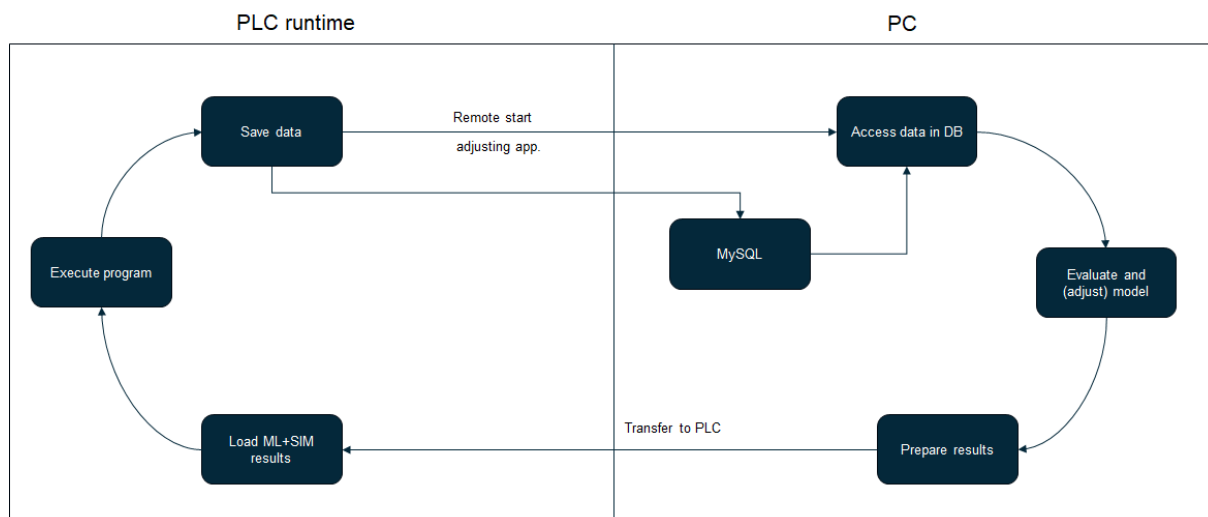 PLC runtime
PC
Save data
Remote start
adjusting app.
Access data in DB
MySQL
Execute program
Evaluate and
(adjust) model
Load ML+SIM
results
Transfer to PLC
Prepare results